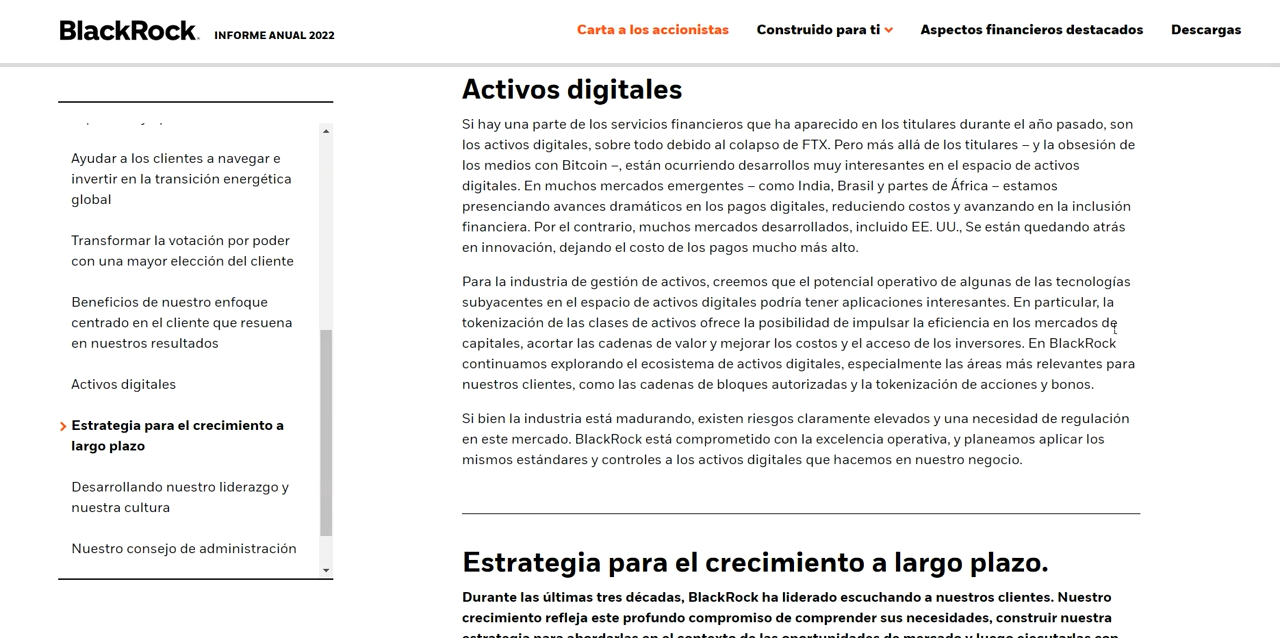 BlackRock. INFORME ANUAL 2022
Carta a los accionistas Construido para ti Aspectos financieros destacados Descargas
Ayudar a los clientes a navegar e
invertir en la transición energética
global
Transformar la votación por poder
con una mayor elección del cliente
Beneficios de nuestro enfoque
centrado en el cliente que resuena
en nuestros resultados
Activos digitales
Estrategia para el crecimiento a
largo plazo
Desarrollando nuestro liderazgo y
nuestra cultura
Nuestro consejo de administración
Activos digitales
Si hay una parte de los servicios financieros que ha aparecido en los titulares durante el año pasado, son
los activos digitales, sobre todo debido al colapso de FTX. Pero más allá de los titulares – y la obsesión de
los medios con Bitcoin –, están ocurriendo desarrollos muy interesantes en el espacio de activos
digitales. En muchos mercados emergentes – como India, Brasil y partes de África – estamos
presenciando avances dramáticos en los pagos digitales, reduciendo costos y avanzando en la inclusión
financiera. Por el contrario, muchos mercados desarrollados, incluido EE. UU., Se están quedando atrás
en innovación, dejando el costo de los pagos mucho más alto.
Para la industria de gestión de activos, creemos que el potencial operativo de algunas de las tecnologías
subyacentes en el espacio de activos digitales podría tener aplicaciones interesantes. En particular, la
tokenización de las clases de activos ofrece la posibilidad de impulsar la eficiencia en los mercados de
capitales, acortar las cadenas de valor y mejorar los costos y el acceso de los inversores. En BlackRock
continuamos explorando el ecosistema de activos digitales, especialmente las áreas más relevantes para
nuestros clientes, como las cadenas de bloques autorizadas y la tokenización de acciones y bonos.
Si bien la industria está madurando, existen riesgos claramente elevados y una necesidad de regulación
en este mercado. BlackRock está comprometido con la excelencia operativa, y planeamos aplicar los
mismos estándares y controles a los activos digitales que hacemos en nuestro negocio.
Estrategia para el crecimiento a largo plazo.
Durante las últimas tres décadas, BlackRock ha liderado escuchando a nuestros clientes. Nuestro
crecimiento refleja este profundo compromiso de comprender sus necesidades, construir nuestra
estrategia para abordarlas en el contexto de las oportunidades de mercado y luego ejecutarlas con